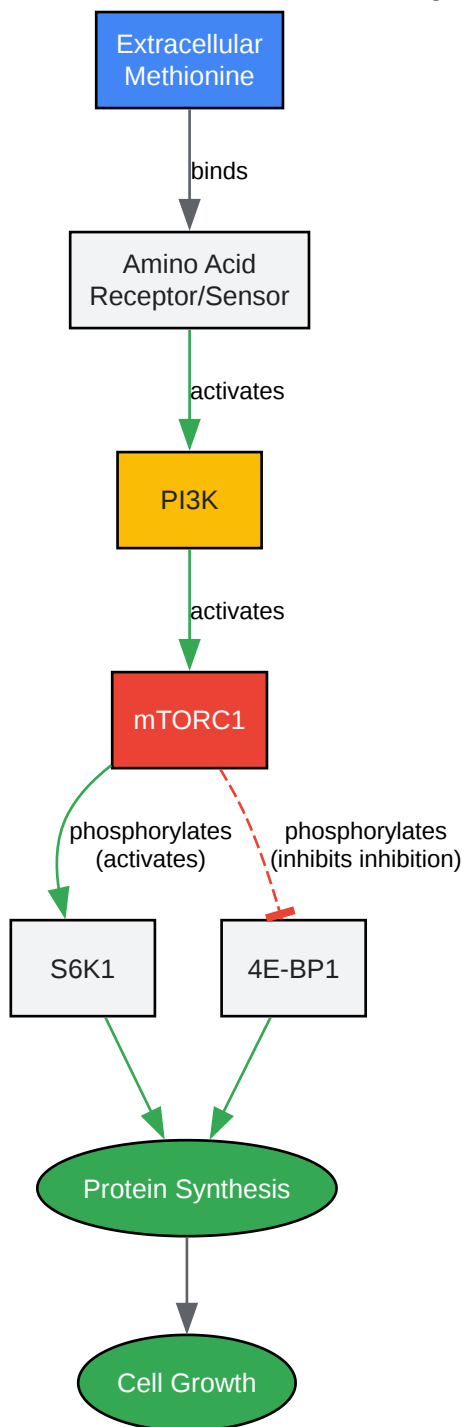 Extracellular
Methionine
binds
Amino Acid
Receptor/Sensor
activates
PI3K
activates
mTORC1
phosphorylates
(activates)
phosphorylates
(inhibits inhibition)
S6K1
4E-BP1
Protein Synthesis
Cell Growth